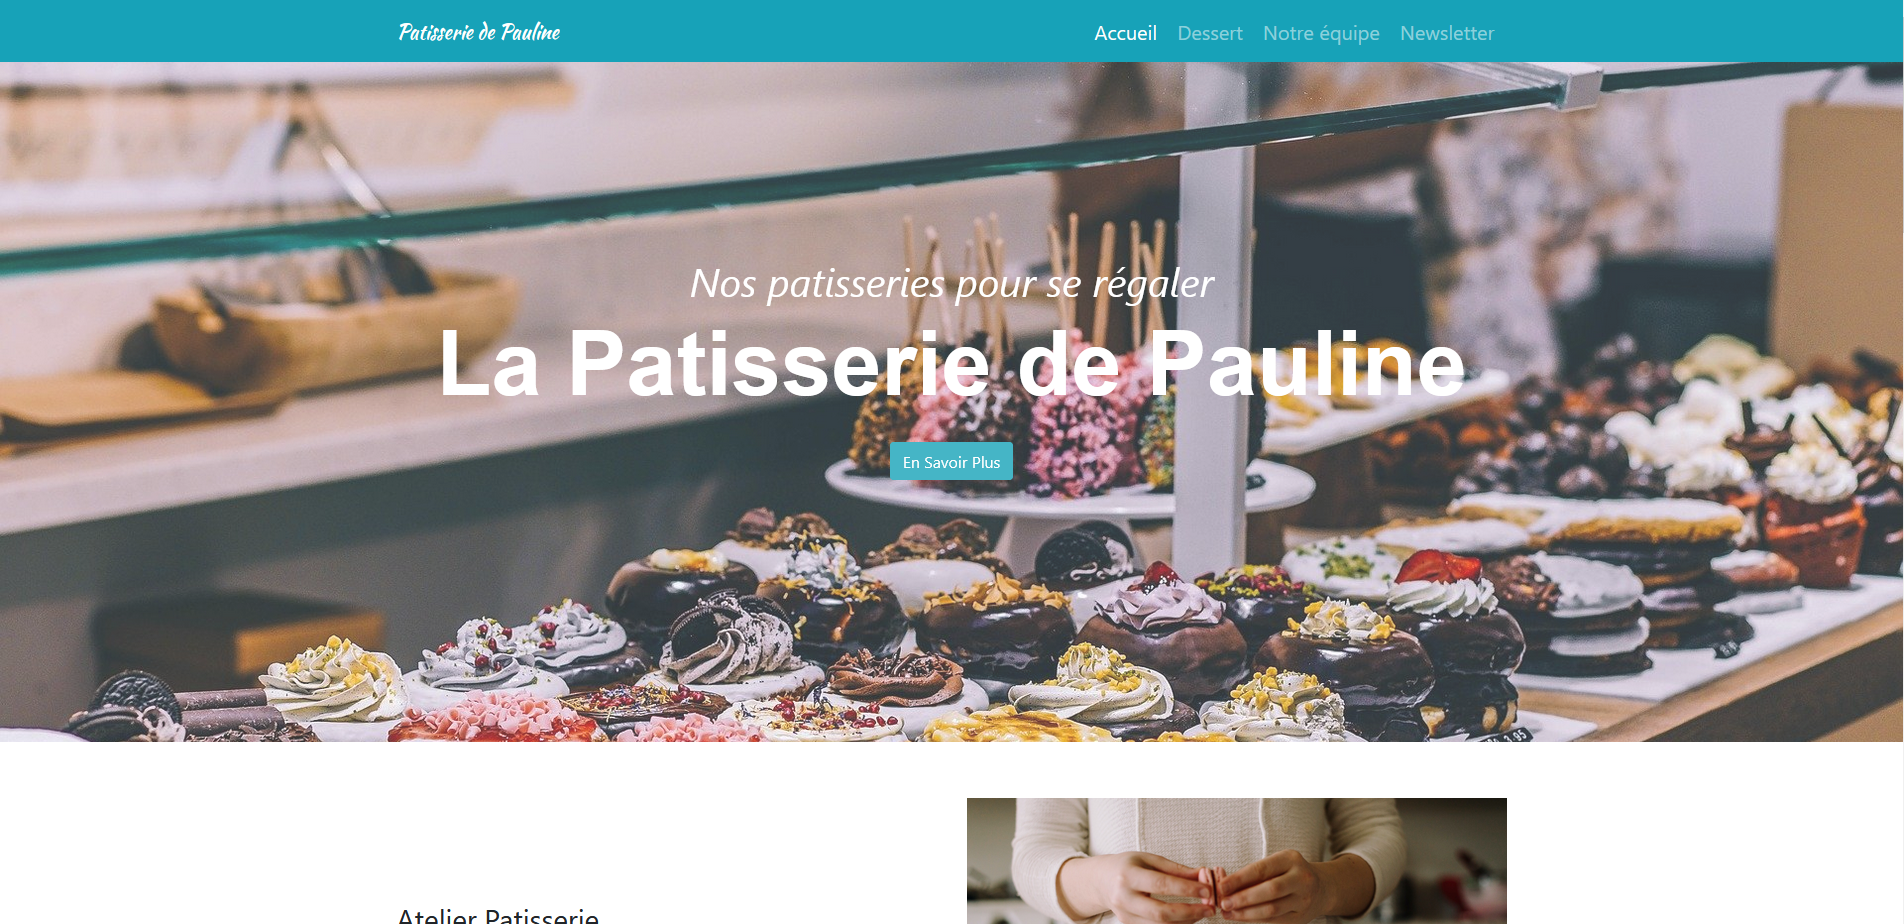 Patisserie de Pauline
Accueil Dessert Notre équipe Newsletter
Nos patisseries pour se régaler
La Patisserie de Pauline
En Savoir Plus
Atelier Patisserie